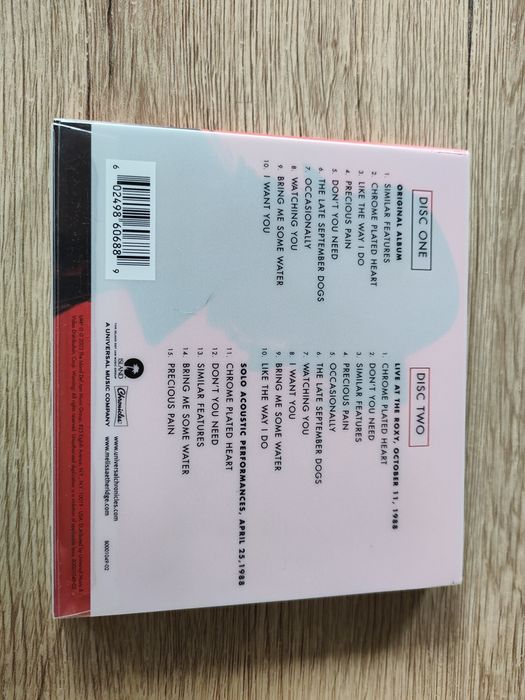 DISC ONE
ORIGINAL ALBUM
1. SIMILAR FEATURES
2. CHROME PLATED HEART
3. LIKE THE WAY I DO
4. PRECIOUS PAIN
5. DON'T YOU NEED
6. THE LATE SEPTEMBER DOGS
7. OCCASIONALLY
8. WATCHING YOU
9. BRING ME SOME WATER
10. I WANT YOU
DISC TWO
LIVE AT THE ROXY, OCTOBER 11, 1988
1. CHROME PLATED HEART
2. DON'T YOU NEED
3. SIMILAR FEATURES
4. PRECIOUS PAIN
5. OCCASIONALLY
6. THE LATE SEPTEMBER DOGS
7. WATCHING YOU
8. I WANT YOU
9. BRING ME SOME WATER
10. LIKE THE WAY I DO
SOLO ACOUSTIC PERFORMANCES, APRIL 25, 1988
11. CHROME PLATED HEART
12. DON'T YOU NEED
13. SIMILAR FEATURES
14. BRING ME SOME WATER
15. PRECIOUS PAIN
6 02498 60688 9
ISLAND
Chronicles
A UNIVERSAL MUSIC COMPANY
www.universalchronicles.com
www.melissaetheridge.com